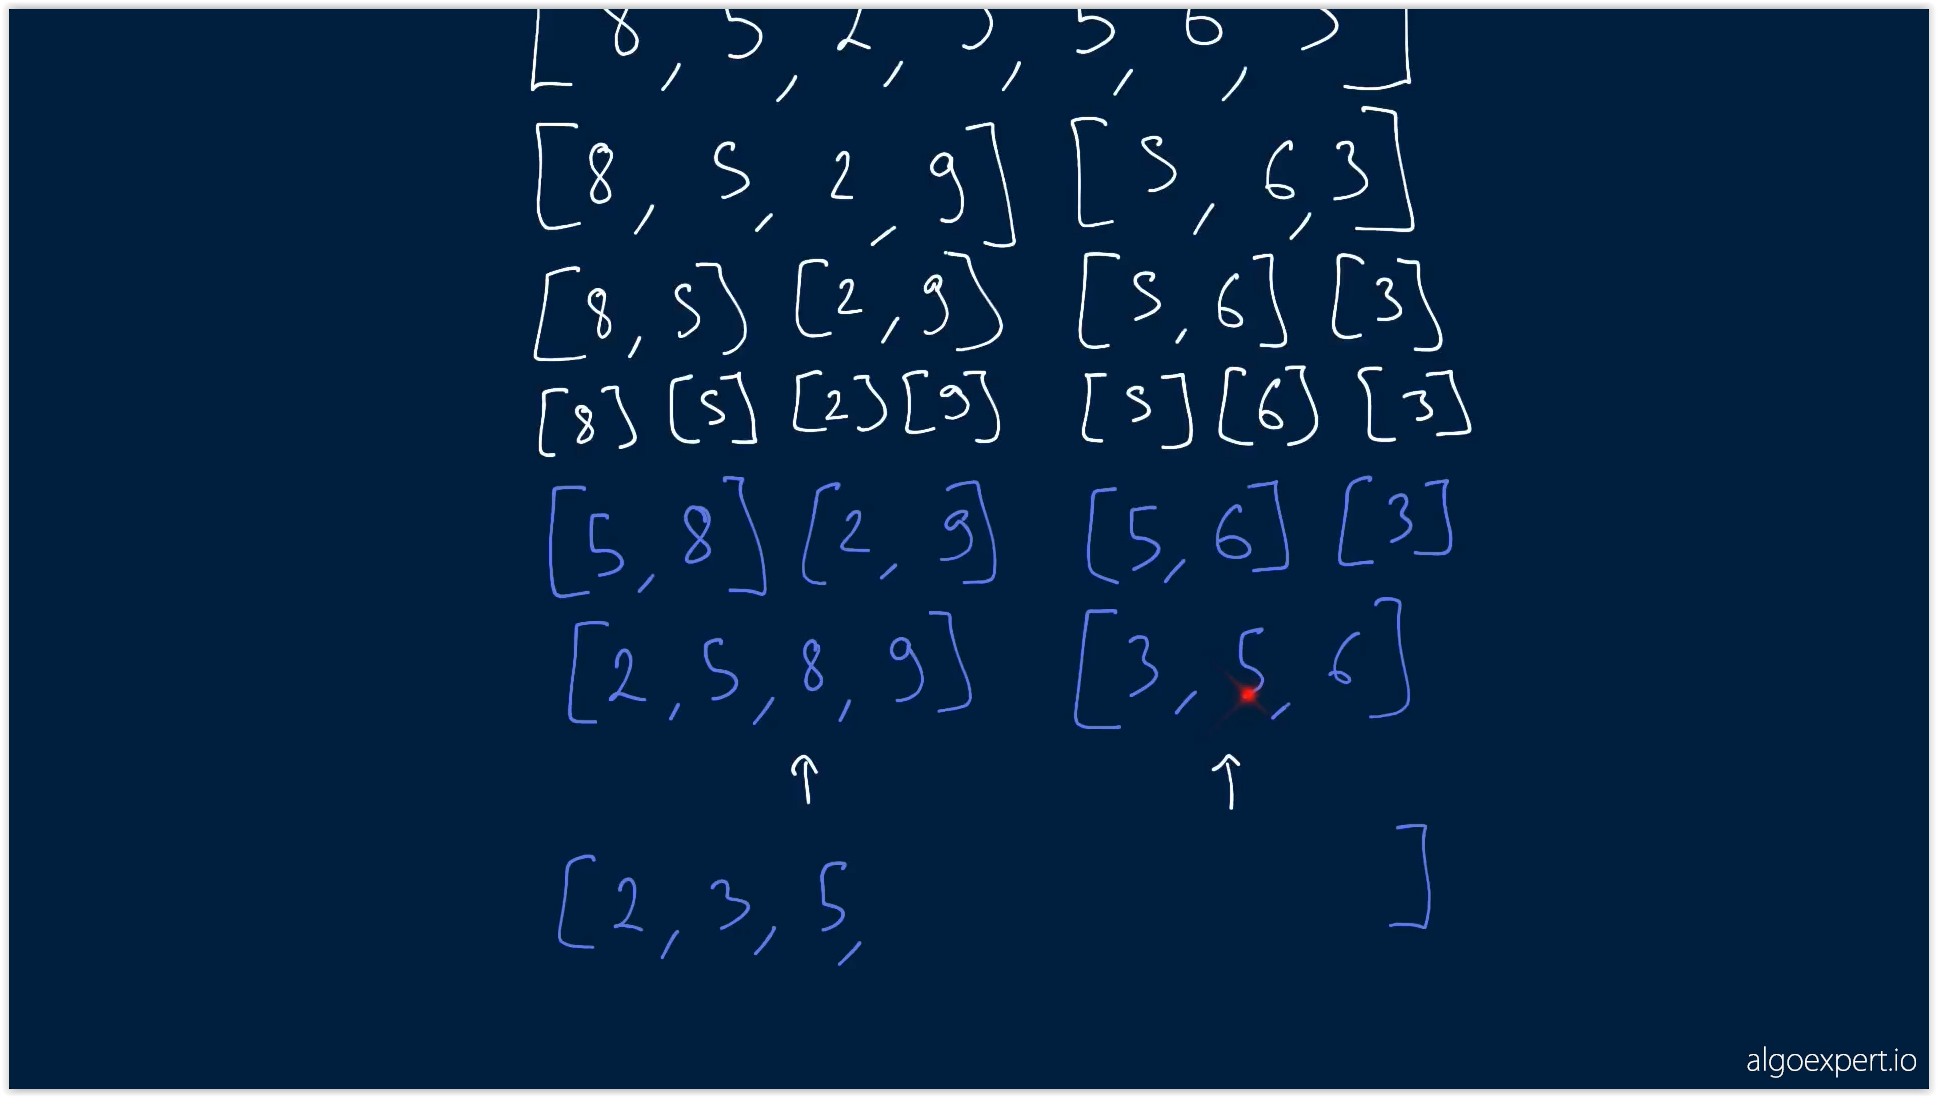 [8, 5, 2, 9, 5, 6, 3]
[8, 5, 2, 9] [5, 6, 3]
[8, 5] [2, 9] [5, 6] [3]
[8] [5] [2] [9] [5] [6] [3]
[5, 8] [2, 9] [5, 6] [3]
[2, 5, 8, 9] [3, 5, 6]
↑ ↑
[2, 3, 5, ]
algoexpert.io